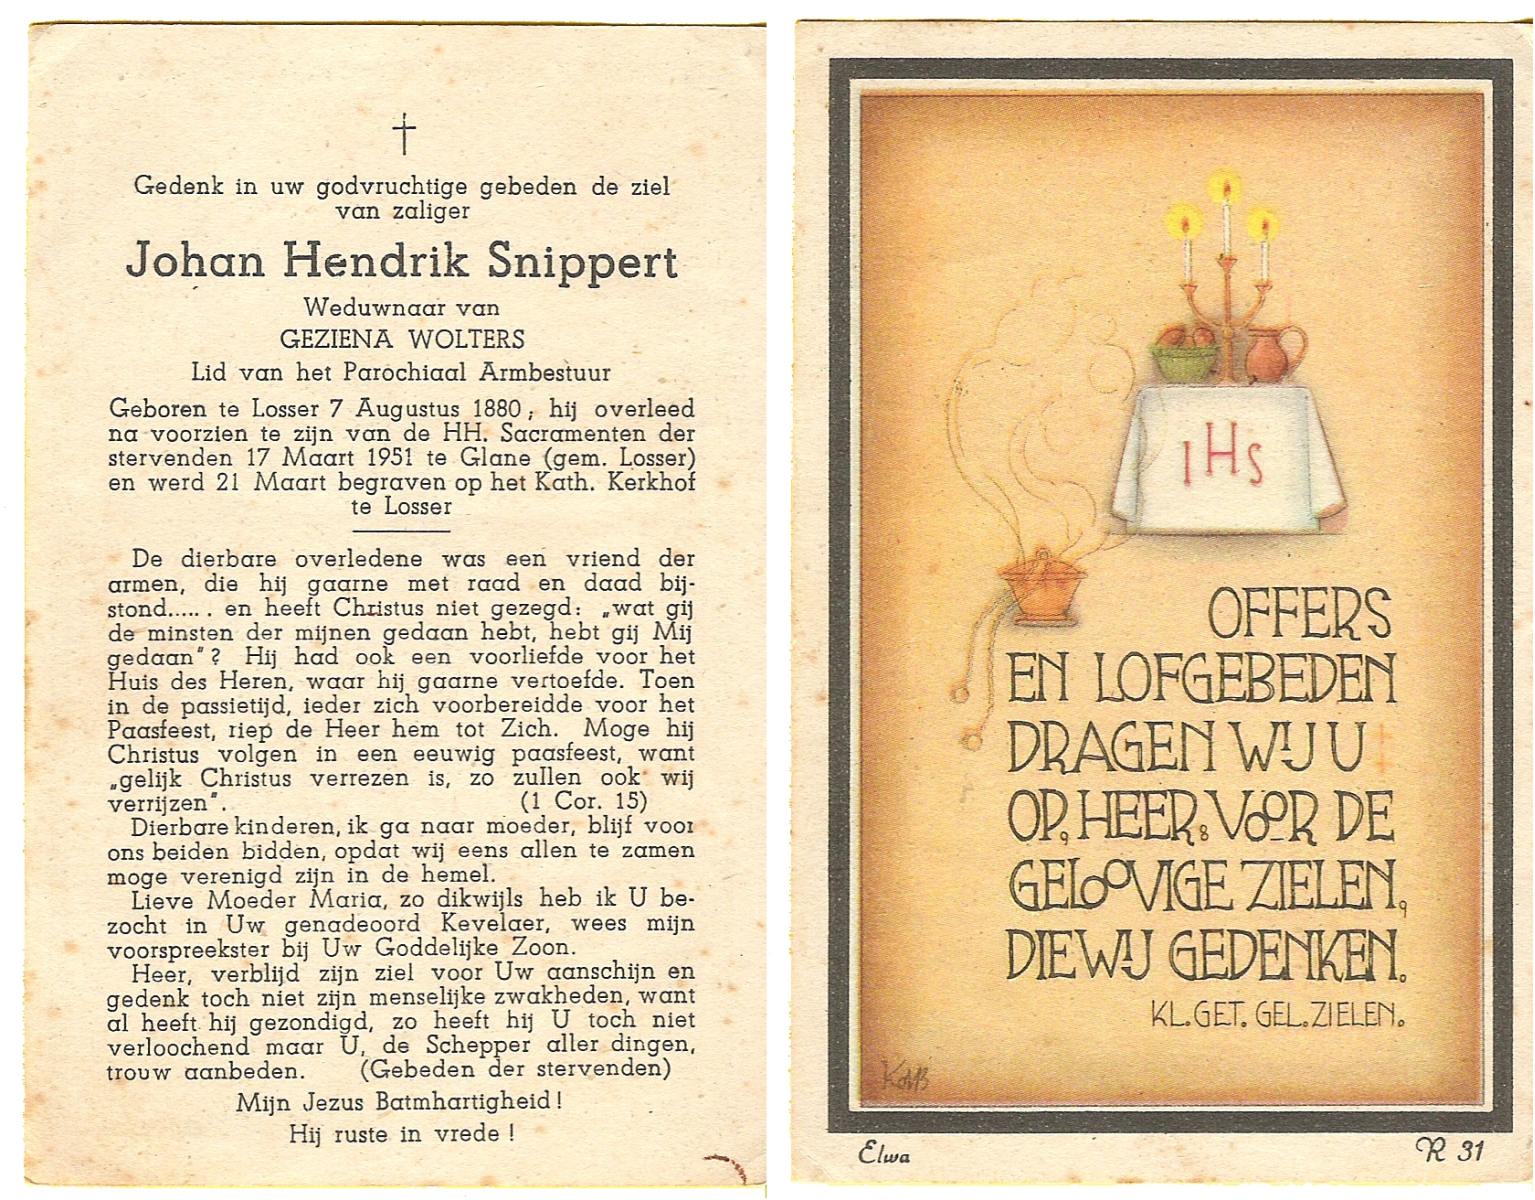 Gedenk in uw godvruchtige gebeden de ziel
van zaliger
Johan Hendrik Snippert
Weduwnaar van
GEZIENA WOLTERS
Lid van het Parochiaal Armbestuur
Geboren te Losser 7 Augustus 1880; hij overleed
na voorzien te zijn van de HH. Sacramenten der
stervenden 17 Maart 1951 te Glane (gem. Losser)
en werd 21 Maart begraven op het Kath. Kerkhof
te Losser
De dierbare overledene was een vriend der
armen, die hij gaarne met raad en daad bij-
stond..... . en heeft Christus niet gezegd: „wat gij
de minsten der mijnen gedaan hebt, hebt gij Mij
gedaan"? Hij had ook een voorliefde voor het
Huis des Heren, waar hij gaarne vertoefde. Toen
in de passietijd, ieder zich voorbereidde voor het
Paasfeest, riep de Heer hem tot Zich. Moge hij
Christus volgen in een eeuwig paasfeest, want
„gelijk Christus verrezen is, zo zullen ook wij
verrijzen". (1 Cor. 15)
Dierbare kinderen, ik ga naar moeder, blijf voor
ons beiden bidden, opdat wij eens allen te zamen
moge verenigd zijn in de hemel.
Lieve Moeder Maria, zo dikwijls heb ik U be-
zocht in Uw genadeoord Kevelaer, wees mijn
voorspreekster bij Uw Goddelijke Zoon.
Heer, verblijd zijn ziel voor Uw aanschijn en
gedenk toch niet zijn menselijke zwakheden, want
al heeft hij gezondigd, zo heeft hij U toch niet
verloochend maar U, de Schepper aller dingen,
trouw aanbeden. (Gebeden der stervenden)
Mijn Jezus Batmhartigheid!
Hij ruste in vrede!
IHS
OFFERS
EN LOFGEBEDEN
DRAGEN WIJ U
OP, HEER: VOOR DE
GELOOVIGE ZIELEN,
DIE WIJ GEDENKEN.
KL. GET. GEL. ZIELEN.
Elwa
R 31